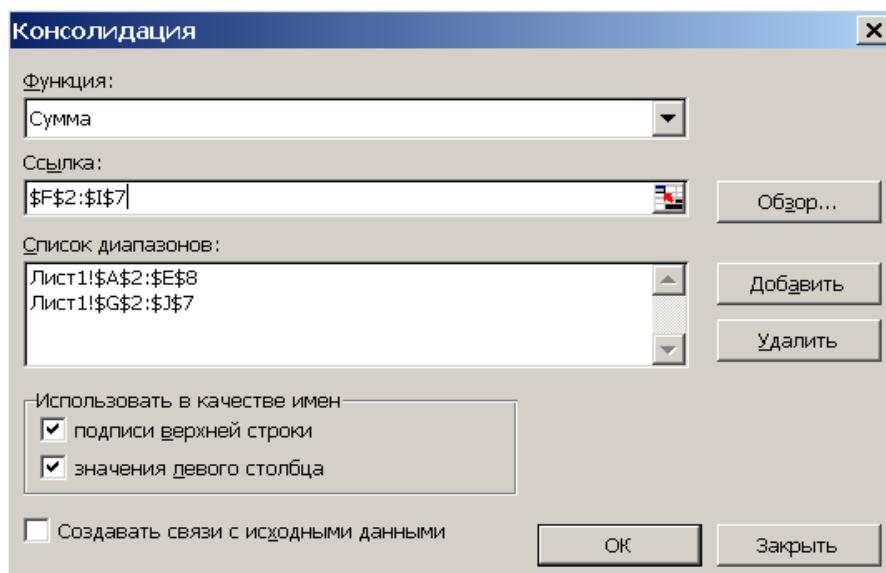 Консолидация
Функция:
Сумма
Ссылка:
$F$2:$I$7
Обзор...
Список диапазонов:
Лист1!$A$2:$E$8
Лист1!$G$2:$J$7
Добавить
Удалить
Использовать в качестве имен
подписи верхней строки
значения левого столбца
Создавать связи с исходными данными
ОК
Закрыть